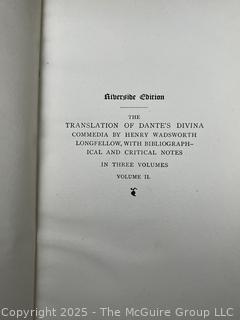 Riverside Edition
THE
TRANSLATION OF DANTE'S DIVINA
COMMEDIA BY HENRY WADSWORTH
LONGFELLOW, WITH BIBLIOGRAPH-
ICAL AND CRITICAL NOTES
IN THREE VOLUMES
VOLUME II.
Copyright 2025 - The McGuire Group LLC